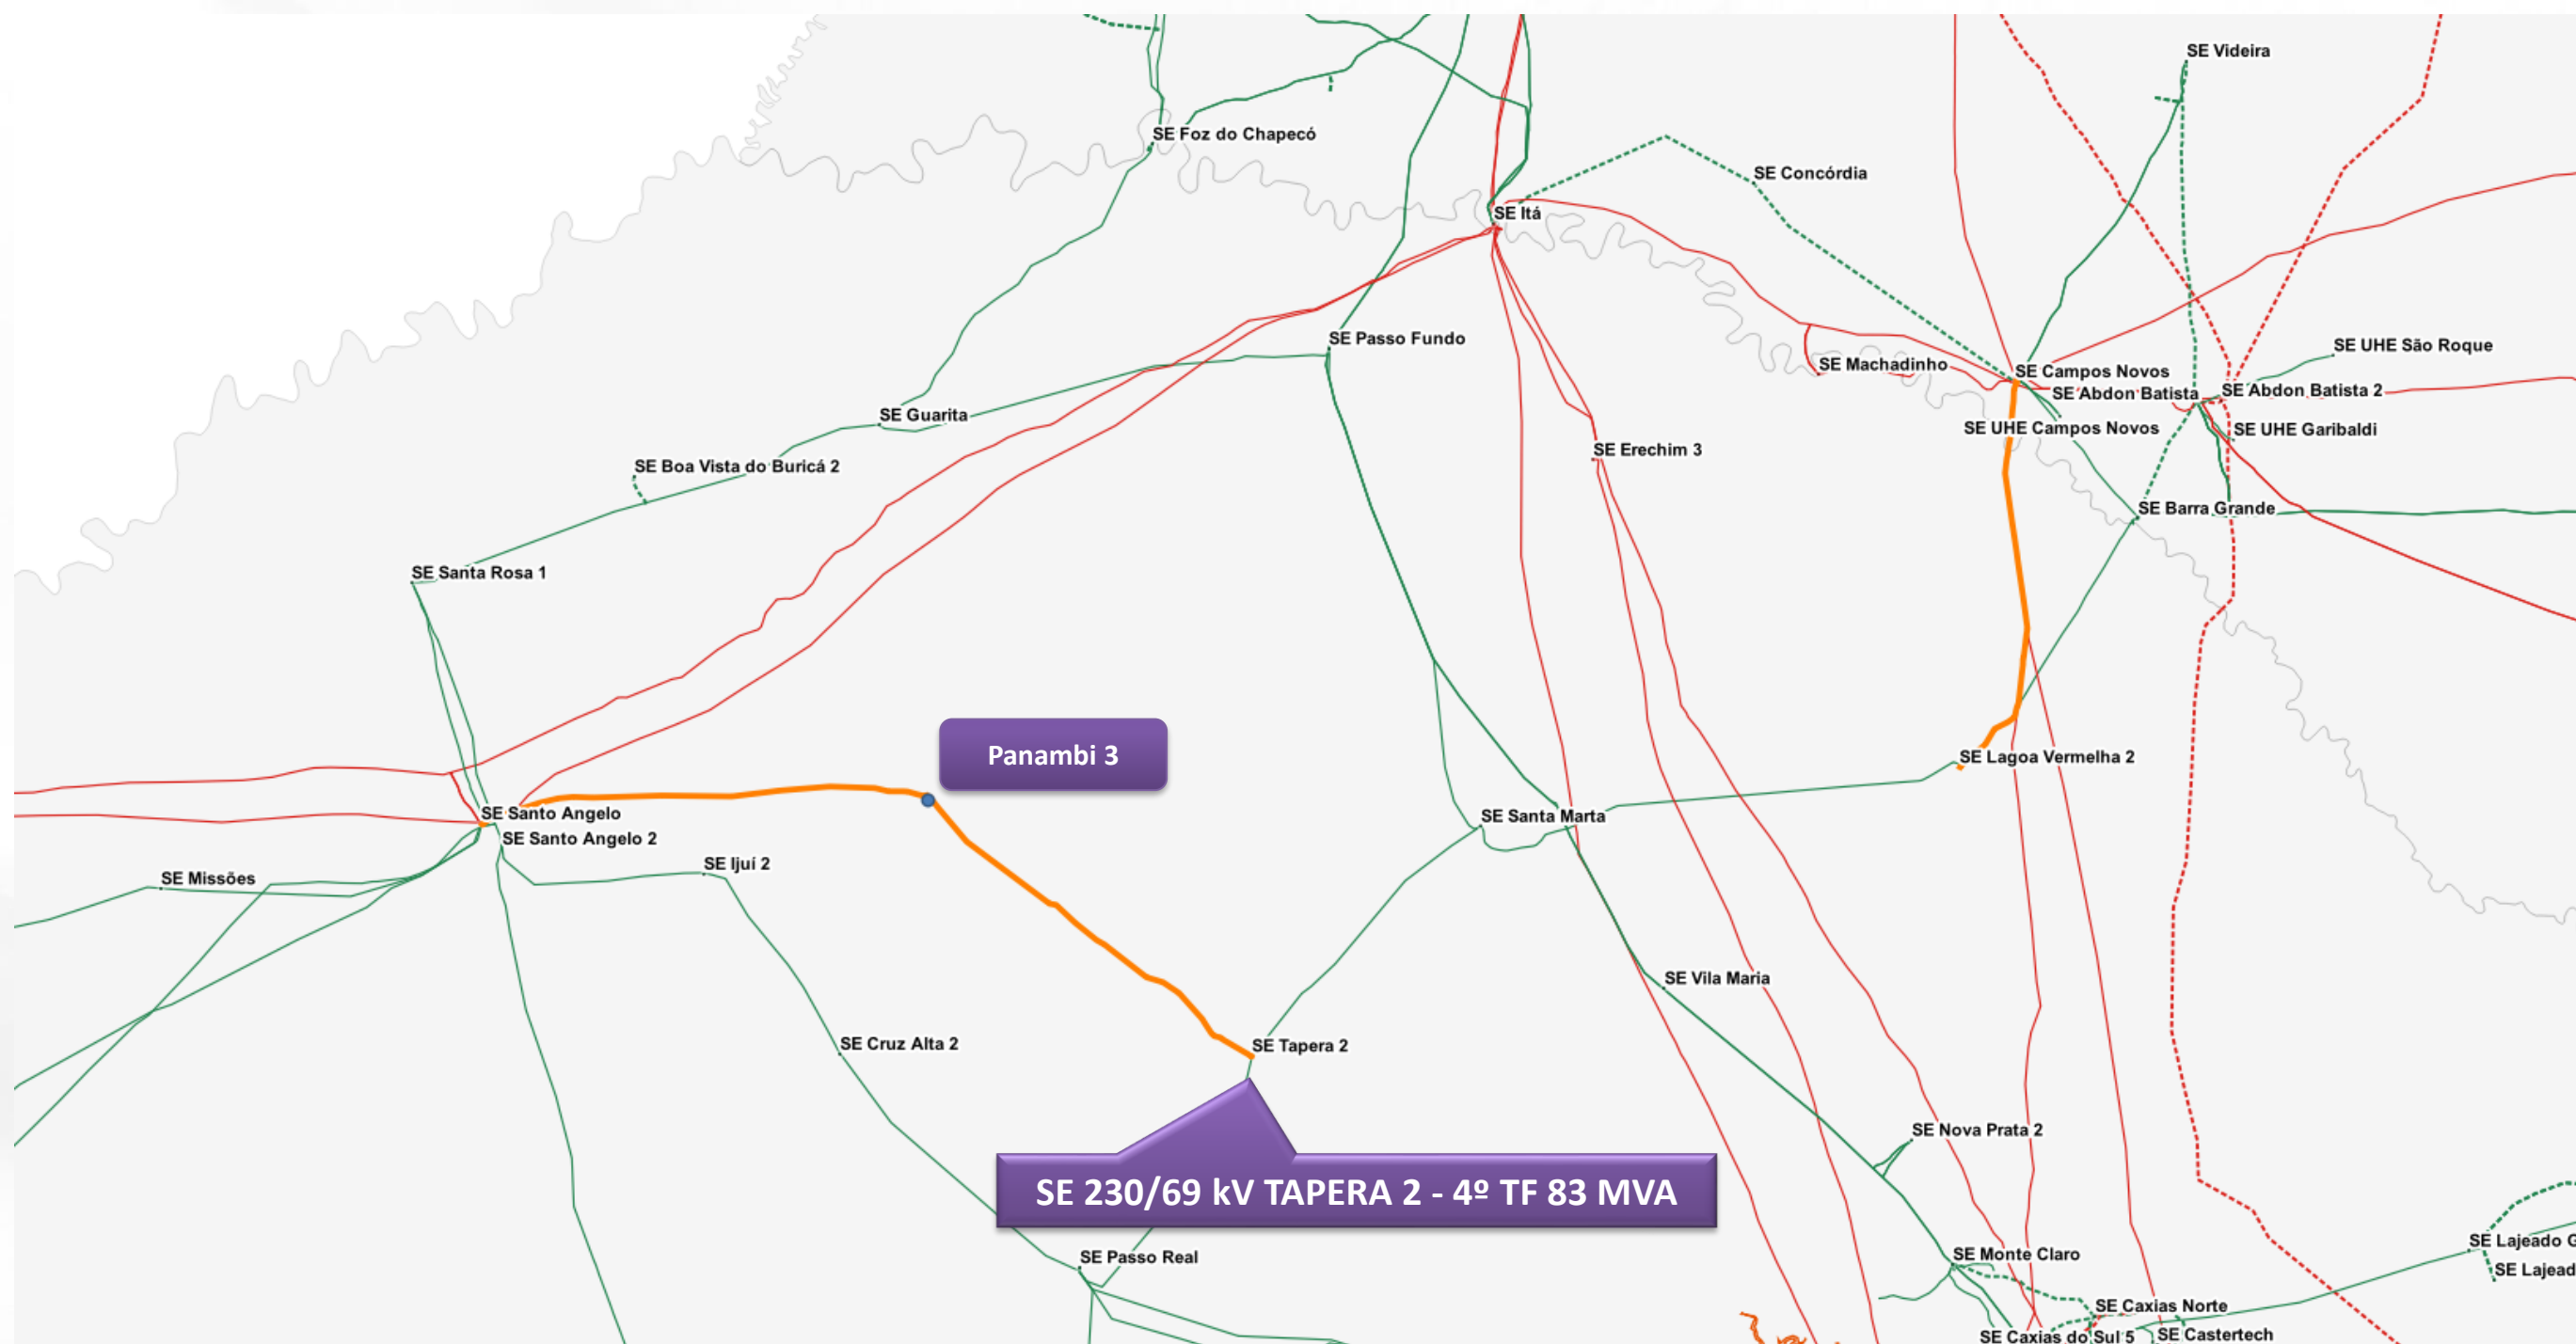 SE Videira
SE Foz do Chapecó
SE Concórdia
SE Itá
SE Passo Fundo
SE UHE São Roque
SE Machadinho
SE Campos Novos
SE Abdon Batista
SE Abdon Batista 2
SE Guarita
SE UHE Campos Novos
SE UHE Garibaldi
SE Erechim 3
SE Boa Vista do Buricá 2
SE Barra Grande
SE Santa Rosa 1
Panambi 3
SE Lagoa Vermelha 2
SE Santo Angelo
SE Santa Marta
SE Santo Angelo 2
SE Ijuí 2
SE Missões
SE Vila Maria
SE Cruz Alta 2
SE Tapera 2
SE Nova Prata 2
SE 230/69 kV TAPERA 2 - 4º TF 83 MVA
SE Lajeado G
SE Passo Real
SE Monte Claro
SE Lajead
SE Caxias Norte
SE Caxias do Sul 5
SE Castertech